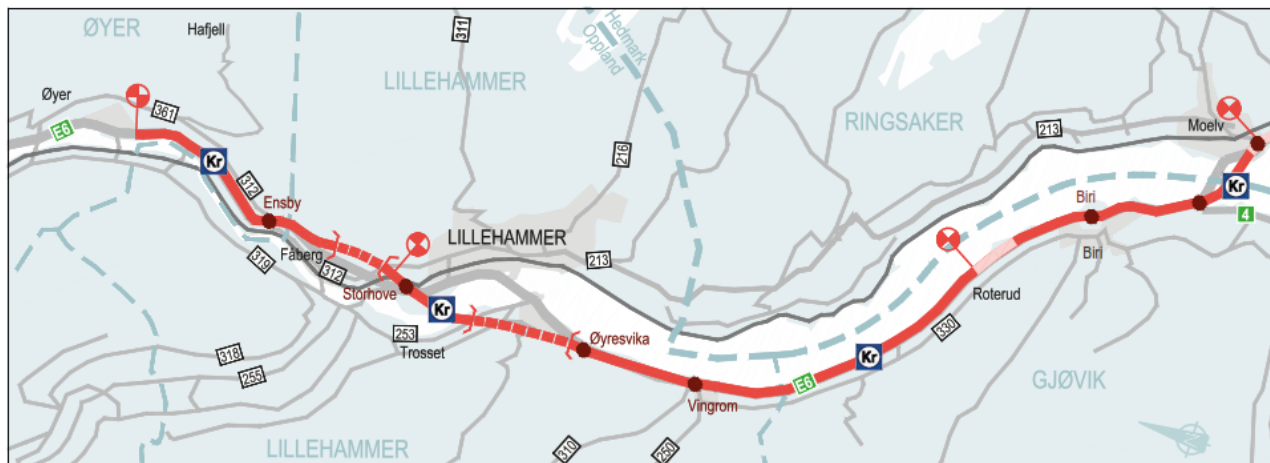 ØYER
Hafjell
311
Hedmark
Oppland
LILLEHAMMER
Øyer
361
E6
RINGSAKER
213
Moelv
216
Kr
312
Ensby
Biri
Kr
4
LILLEHAMMER
Fåberg
319
312
213
Biri
Storhove
Roterud
Kr
253
Trosset
Øyresvika
330
318
255
Kr
E6
GJØVIK
Vingrom
LILLEHAMMER
310
250